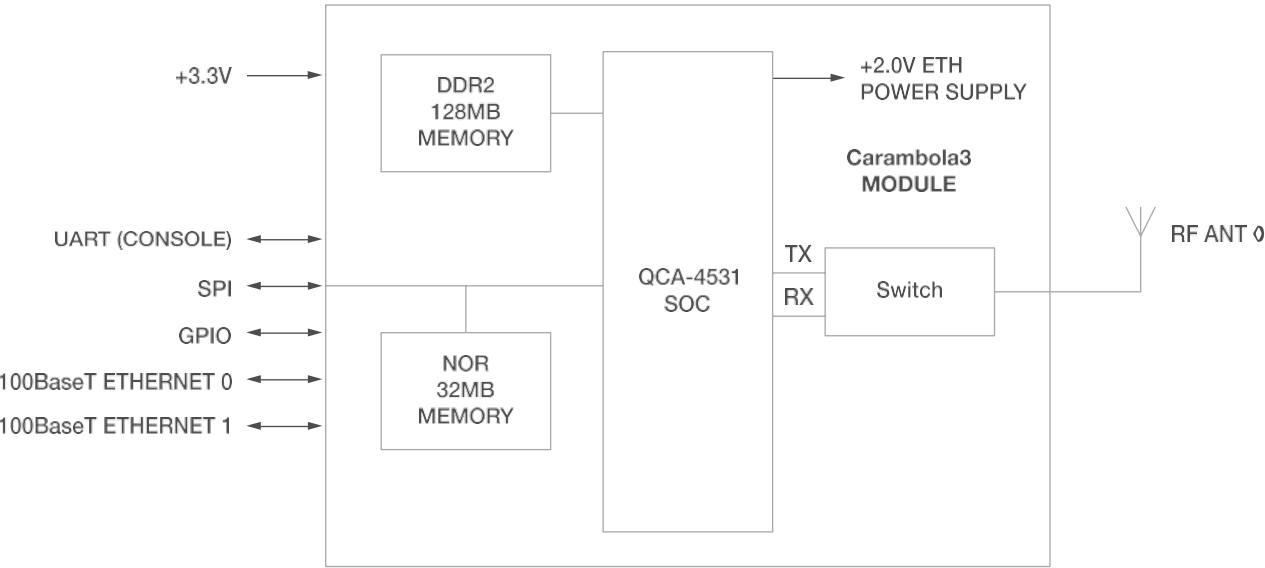 +3.3V
DDR2
128MB
MEMORY
+2.0V ETH
POWER SUPPLY
Carambola3
MODULE
UART (CONSOLE)
SPI
GPIO
100BaseT ETHERNET 0
100BaseT ETHERNET 1
NOR
32MB
MEMORY
QCA-4531
SOC
TX
RX
Switch
RF ANT 0